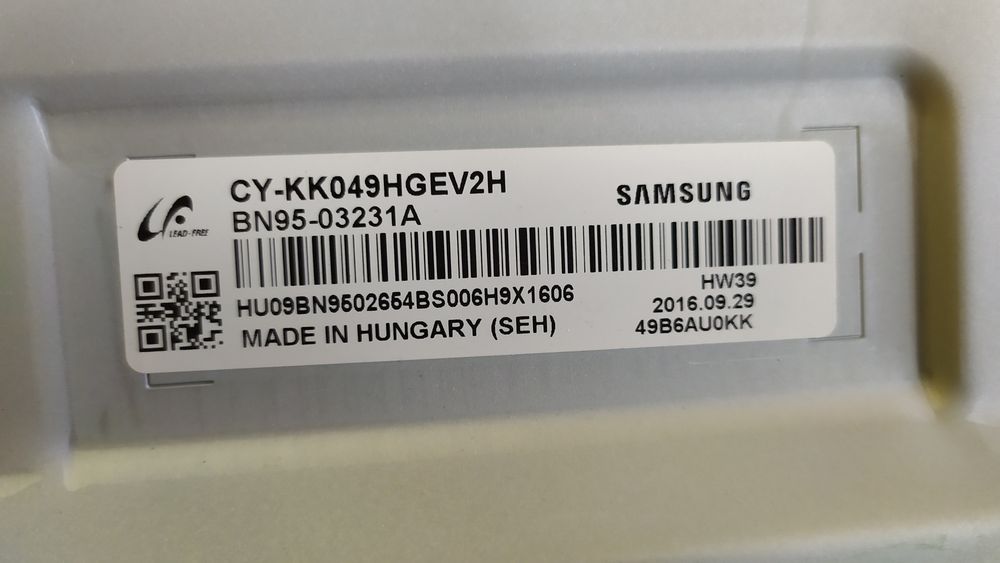 CY-KK049HGEV2H
SAMSUNG
BN95-03231A
LEAD-FREE
HU09BN9502654BS006H9X1606
HW39
2016.09.29
MADE IN HUNGARY (SEH)
49B6AU0KK